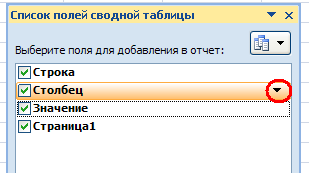 Список полей сводной таблицы
Выберите поля для добавления в отчет:
Строка
Столбец
Значение
Страница1